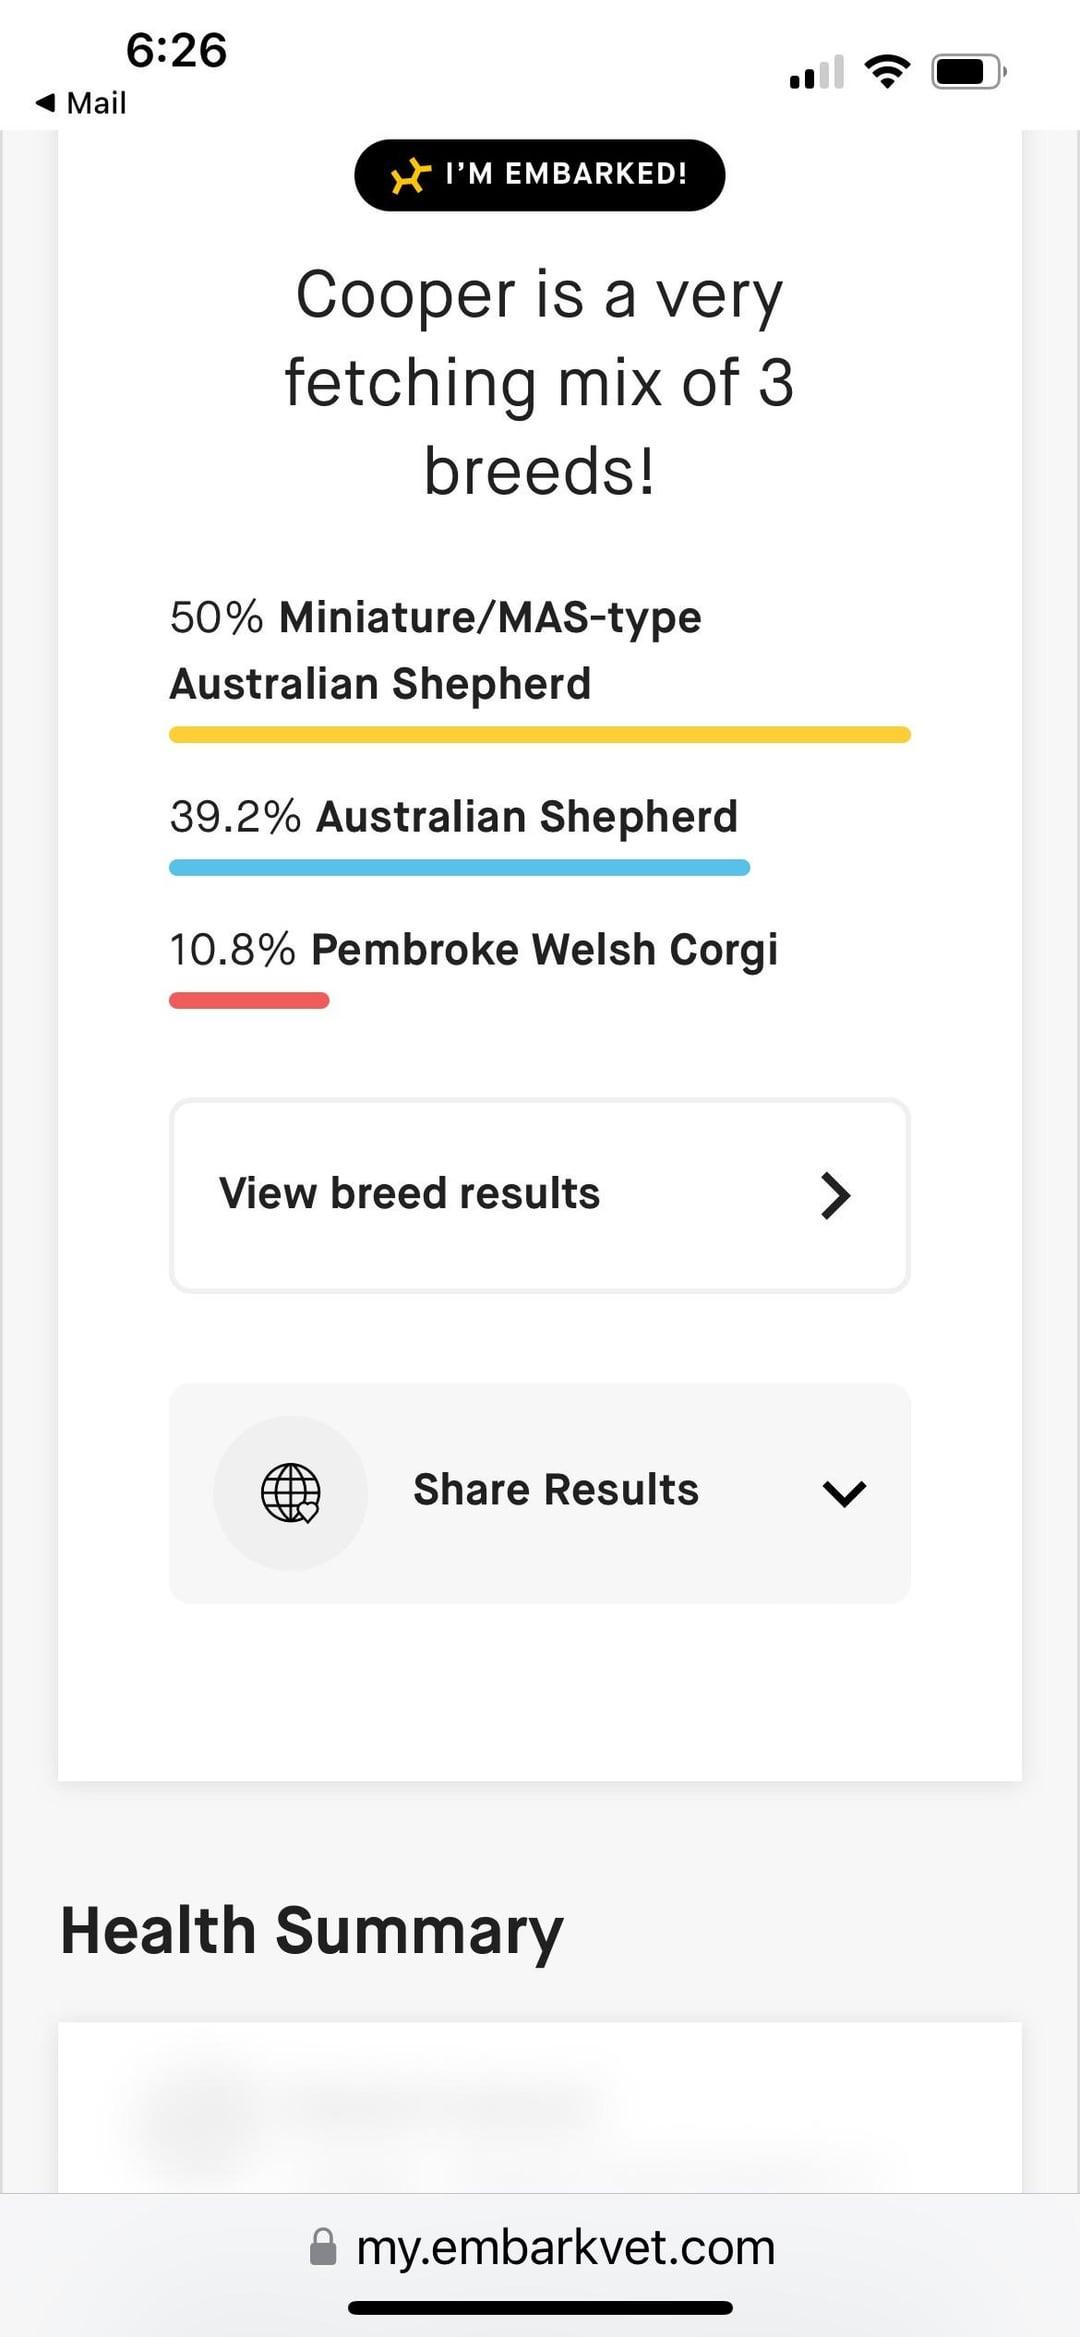 6:26
◀ Mail
I'M EMBARKED!
Cooper is a very
fetching mix of 3
breeds!
50% Miniature/MAS-type
Australian Shepherd
39.2% Australian Shepherd
10.8% Pembroke Welsh Corgi
View breed results
Share Results
Health Summary
my.embarkvet.com